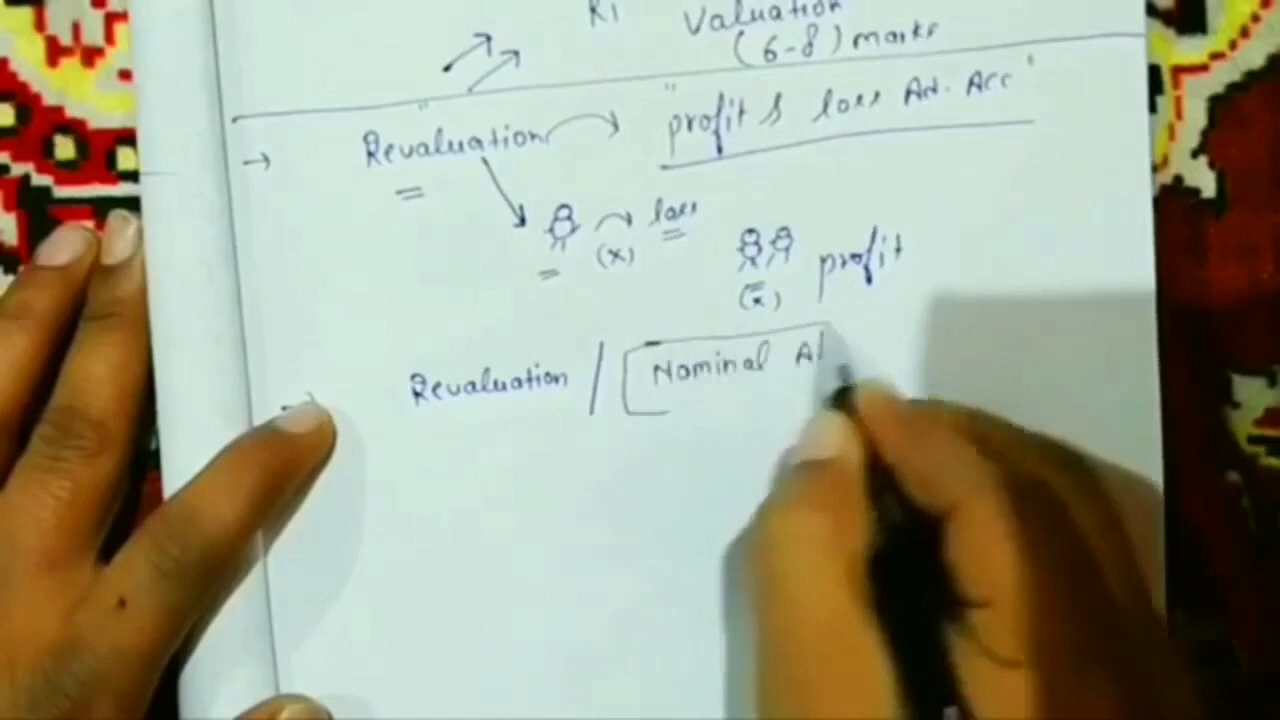 Valuation
(6-8) marks
→ "Revaluation → "profit & loss Ad. Acc"
(x) loss
(x) profit
Revaluation / Nominal A/